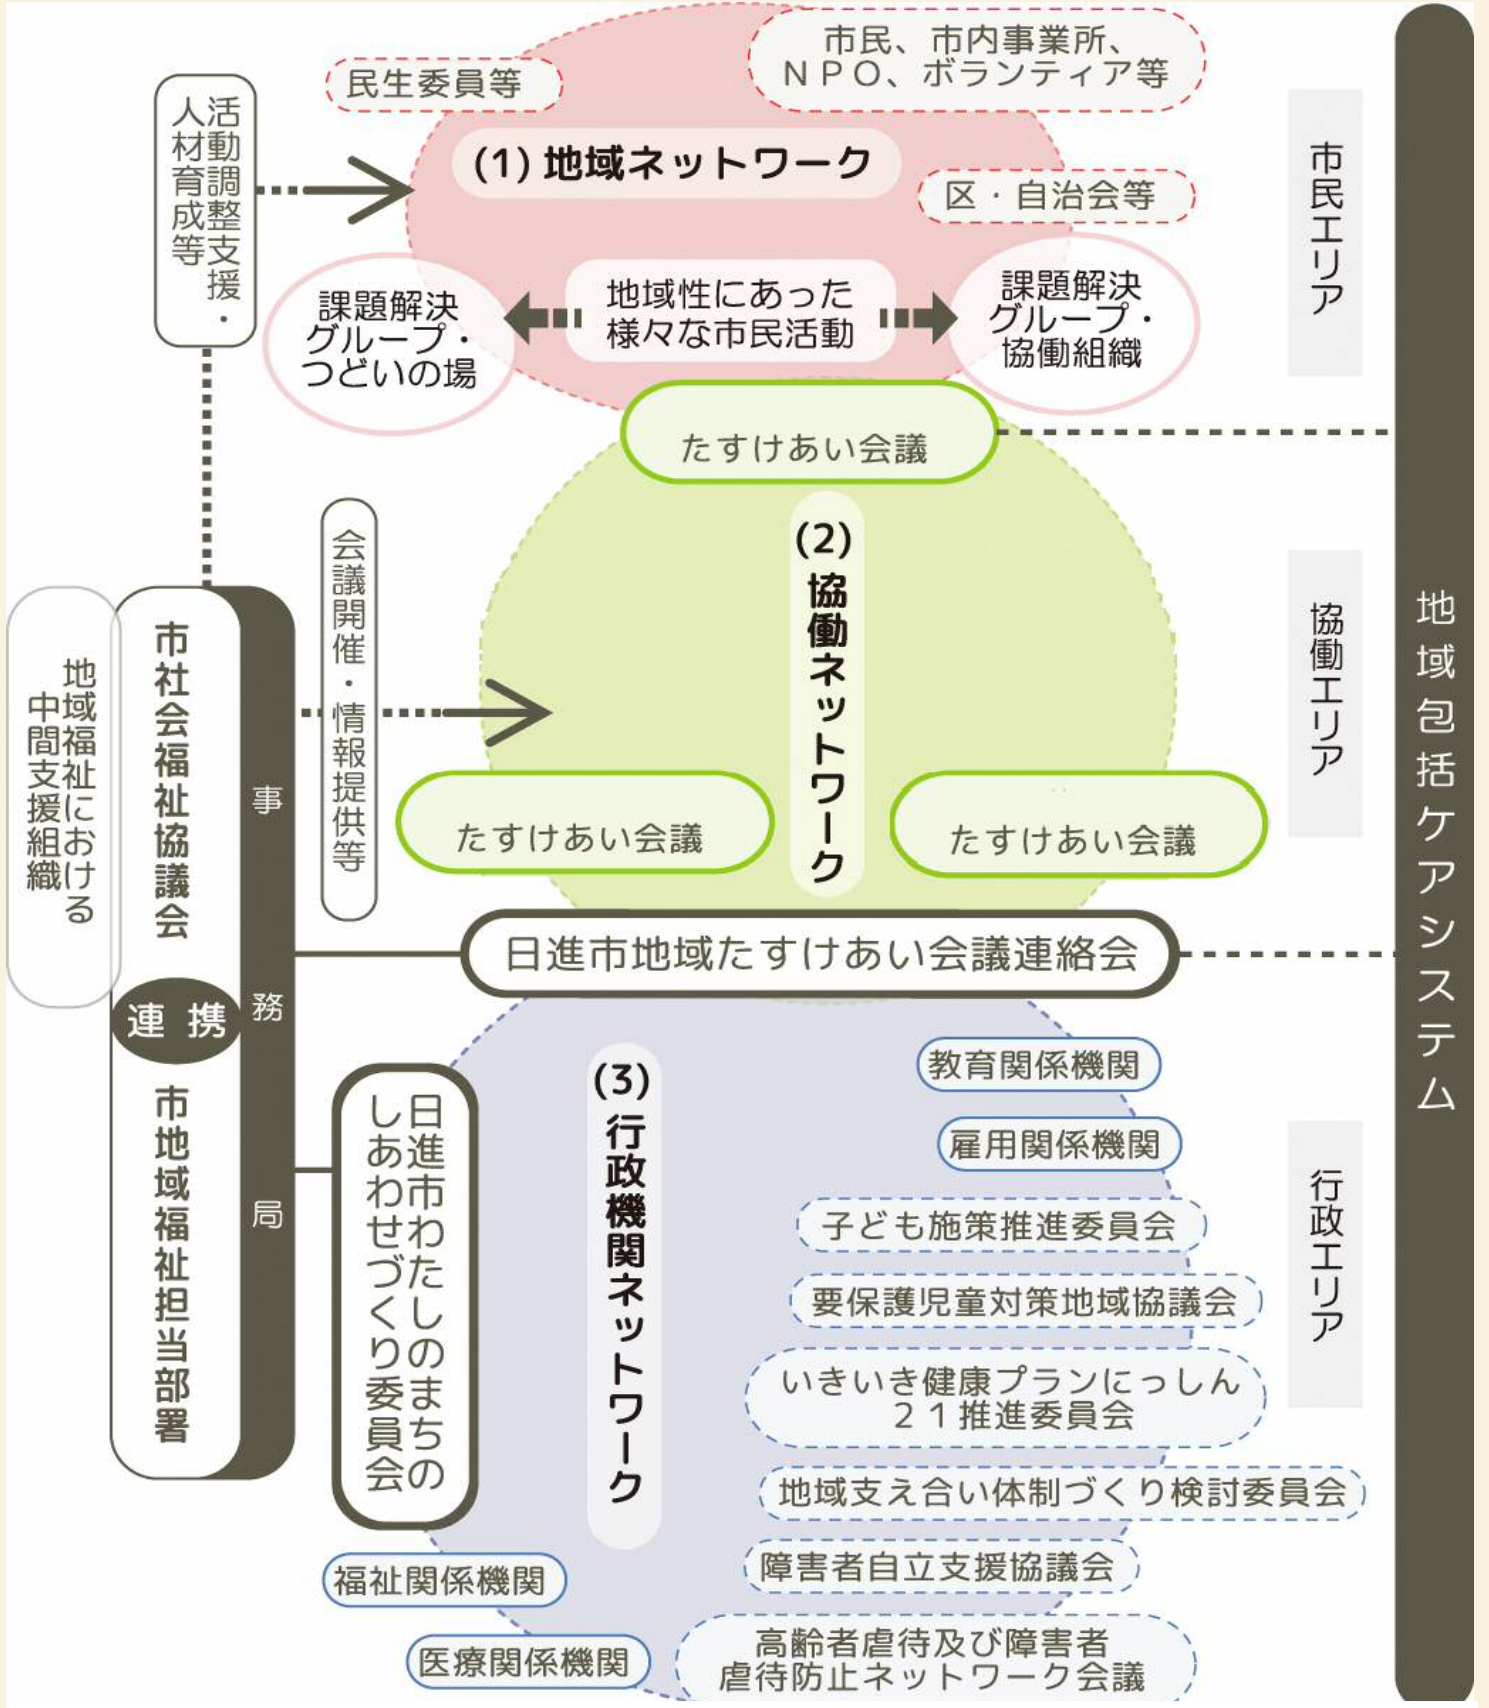 民生委員等
市民、市内事業所、
ＮＰＯ、ボランティア等
(1) 地域ネットワーク
区・自治会等
活動調整支援・
人材育成等
地域性にあった
様々な市民活動
課題解決
グループ・
つどいの場
課題解決
グループ・
協働組織
市民エリア
たすけあい会議
(2) 協働ネットワーク
会議開催・情報提供等
たすけあい会議
たすけあい会議
協働エリア
地域包括ケアシステム
地域福祉における
中間支援組織
市社会福祉協議会
連携
市地域福祉担当部署
事務局
日進市地域たすけあい会議連絡会
日進市わたしのまちの
しあわせづくり委員会
(3) 行政機関ネットワーク
教育関係機関
雇用関係機関
子ども施策推進委員会
要保護児童対策地域協議会
いきいき健康プランにっしん
２１推進委員会
地域支え合い体制づくり検討委員会
障害者自立支援協議会
高齢者虐待及び障害者
虐待防止ネットワーク会議
福祉関係機関
医療関係機関
行政エリア